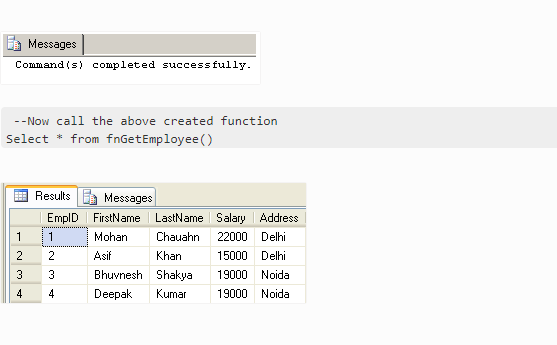 Messages
Command(s) completed successfully.
--Now call the above created function
Select * from fnGetEmployee()
Results Messages
EmpID FirstName LastName Salary Address
1 1 Mohan Chauahn 22000 Delhi
2 2 Asif Khan 15000 Delhi
3 3 Bhuvnesh Shakya 19000 Noida
4 4 Deepak Kumar 19000 Noida